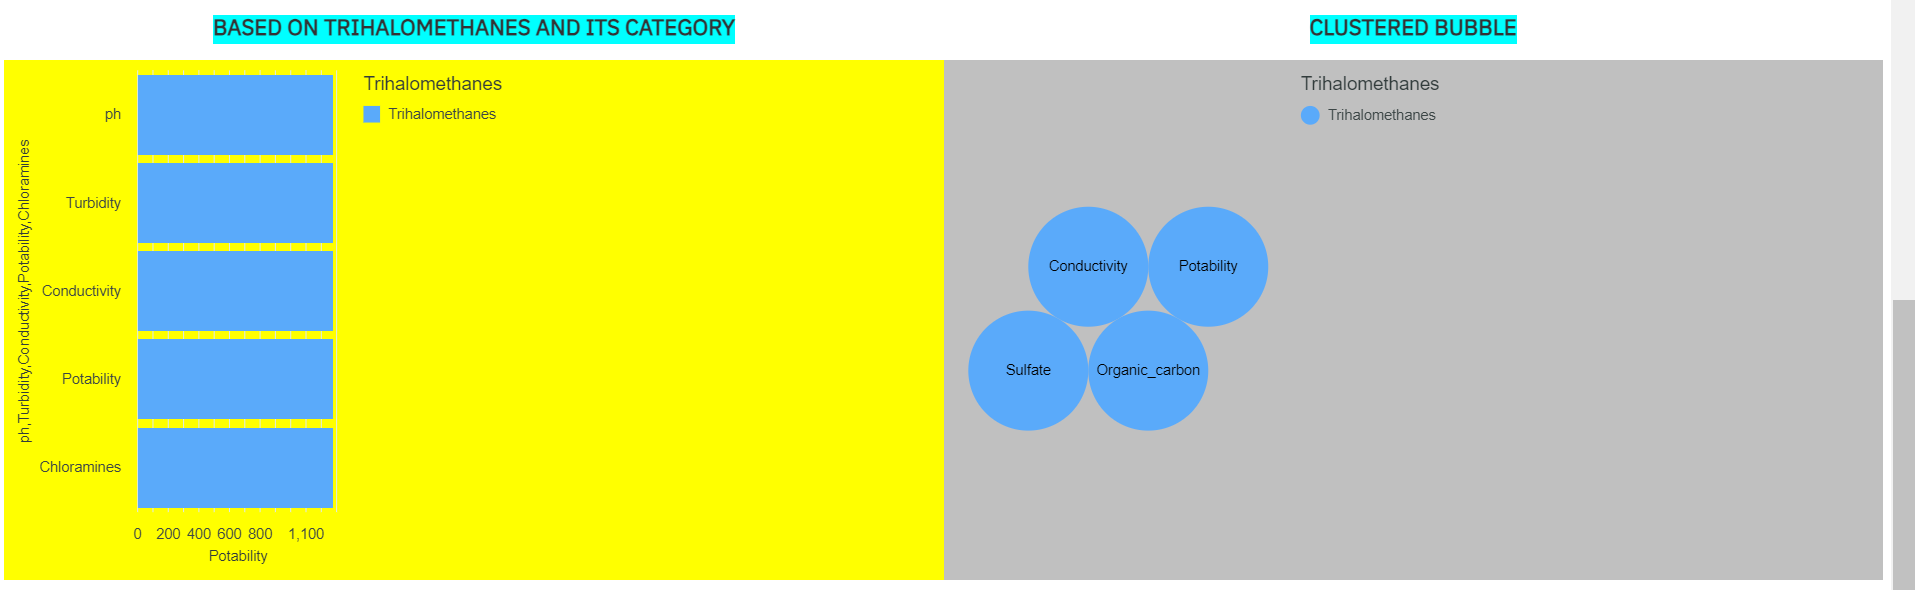 BASED ON TRIHALOMETHANES AND ITS CATEGORY
ph,Turbidity,Conductivity,Potability,Chloramines
ph
Turbidity
Conductivity
Potability
Chloramines
0 200 400 600 800 1,100
Potability
Trihalomethanes
Trihalomethanes
CLUSTERED BUBBLE
Trihalomethanes
Trihalomethanes
Conductivity
Potability
Sulfate
Organic_carbon